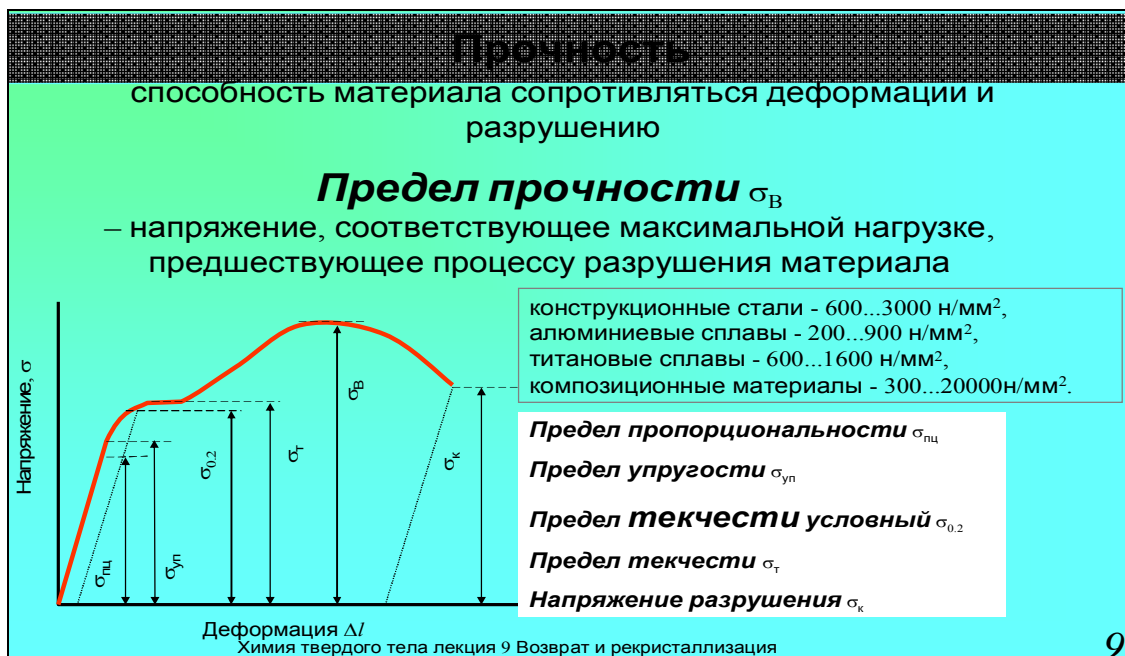 Прочность
способность материала сопротивляться деформации и
разрушению
Предел прочности σВ
– напряжение, соответствующее максимальной нагрузке,
предшествующее процессу разрушения материала
конструкционные стали - 600...3000 н/мм²,
алюминиевые сплавы - 200...900 н/мм²,
титановые сплавы - 600...1600 н/мм²,
композиционные материалы - 300...20000н/мм².
Напряжение, σ
σпц
σуп
σ0.2
σт
σВ
σк
Деформация Δl
Предел пропорциональности σпц
Предел упругости σуп
Предел текчести условный σ0.2
Предел текчести σт
Напряжение разрушения σк
Химия твердого тела лекция 9 Возврат и рекристаллизация
9